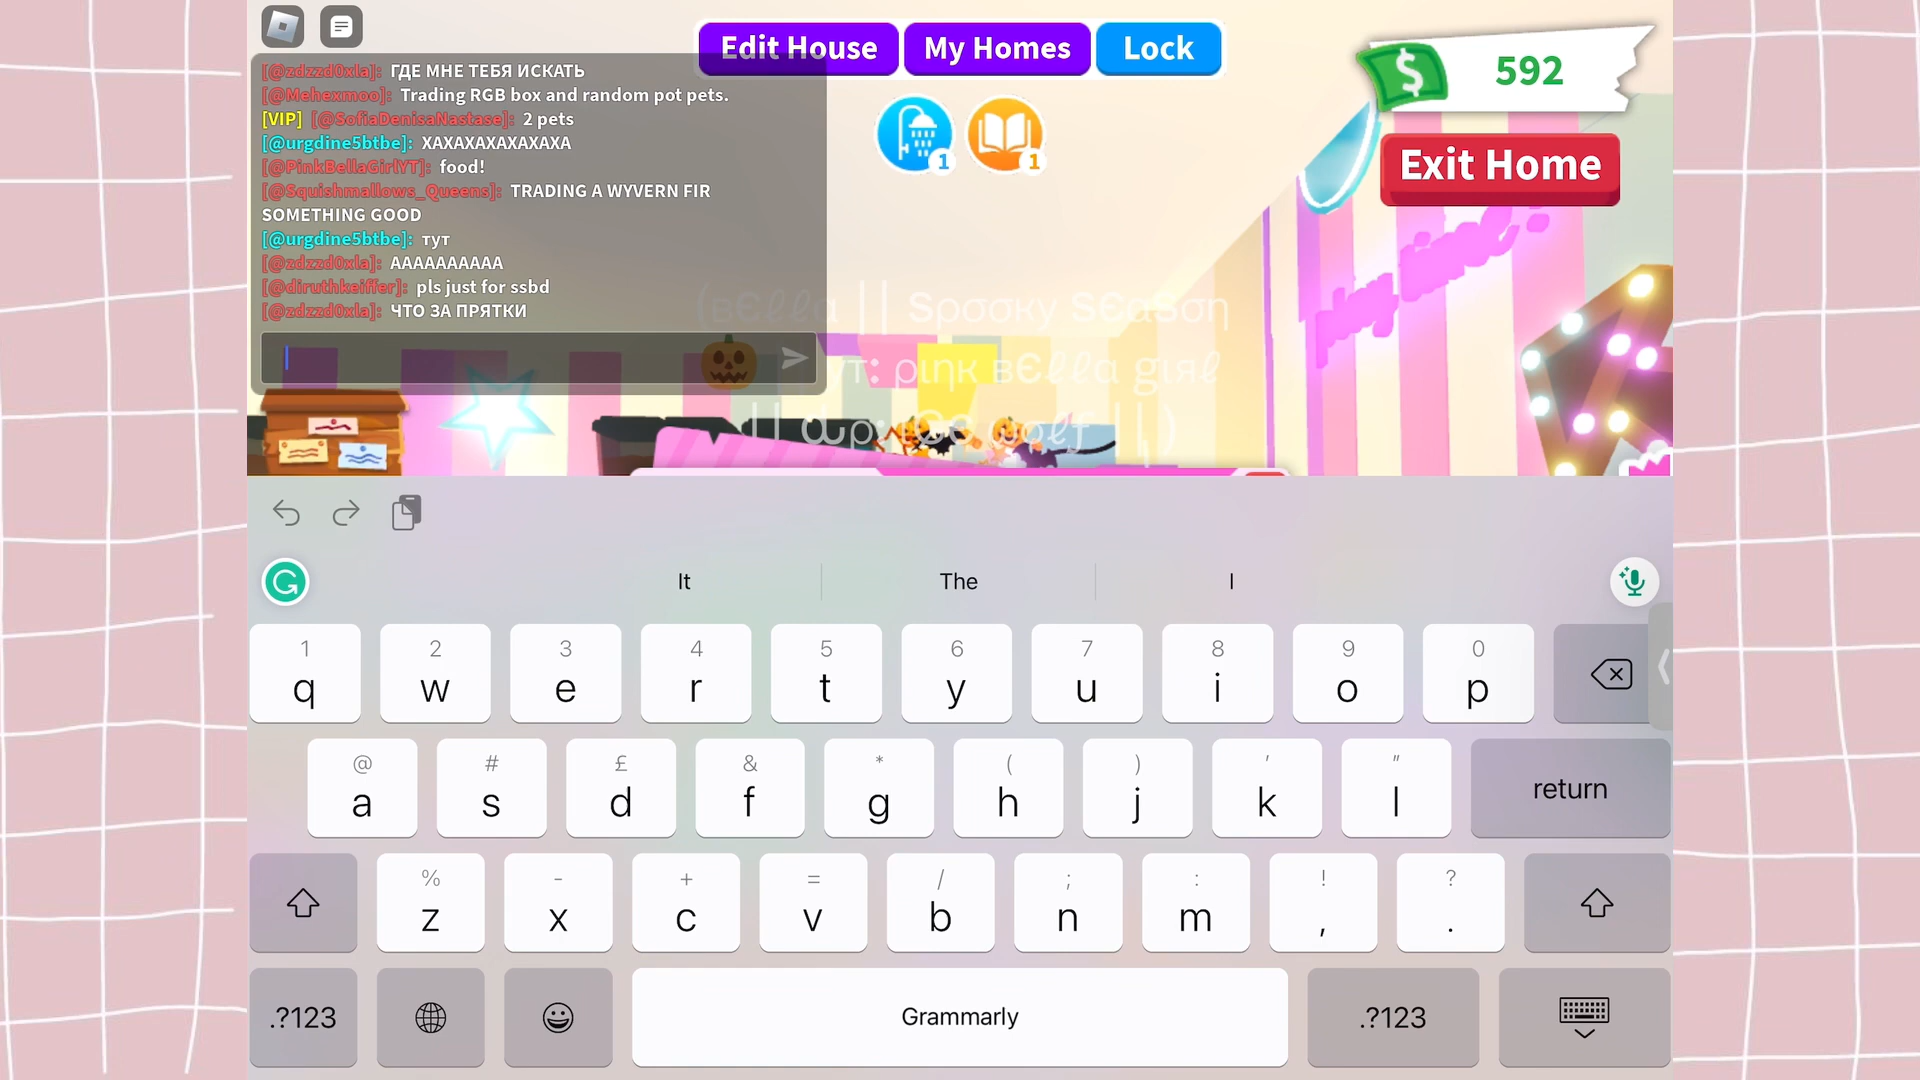 Edit House
My Homes
Lock
592
Exit Home
1
1
[@zdzzd0xla]: ГДЕ МНЕ ТЕБЯ ИСКАТЬ
[@Mehexmoo]: Trading RGB box and random pot pets.
[VIP] [@SofiaDenisaNastase]: 2 pets
[@urgdine5btbe]: ХАХАХАХАХАХАХА
[@PinkBellaGirlYT]: food!
[@Squishmallows_Queens]: TRADING A WYVERN FIR
SOMETHING GOOD
[@urgdine5btbe]: тут
[@zdzzd0xla]: АААААААААА
[@diruthkeiffer]: pls just for ssbd
[@zdzzd0xla]: ЧТО ЗА ПРЯТКИ
It
The
I
1 2 3 4 5 6 7 8 9 0
q w e r t y u i o p
@ # £ & * ( ) ' "
a s d f g h j k l return
% - + = / ; : ! ?
z x c v b n m , .
.?123
Grammarly
.?123